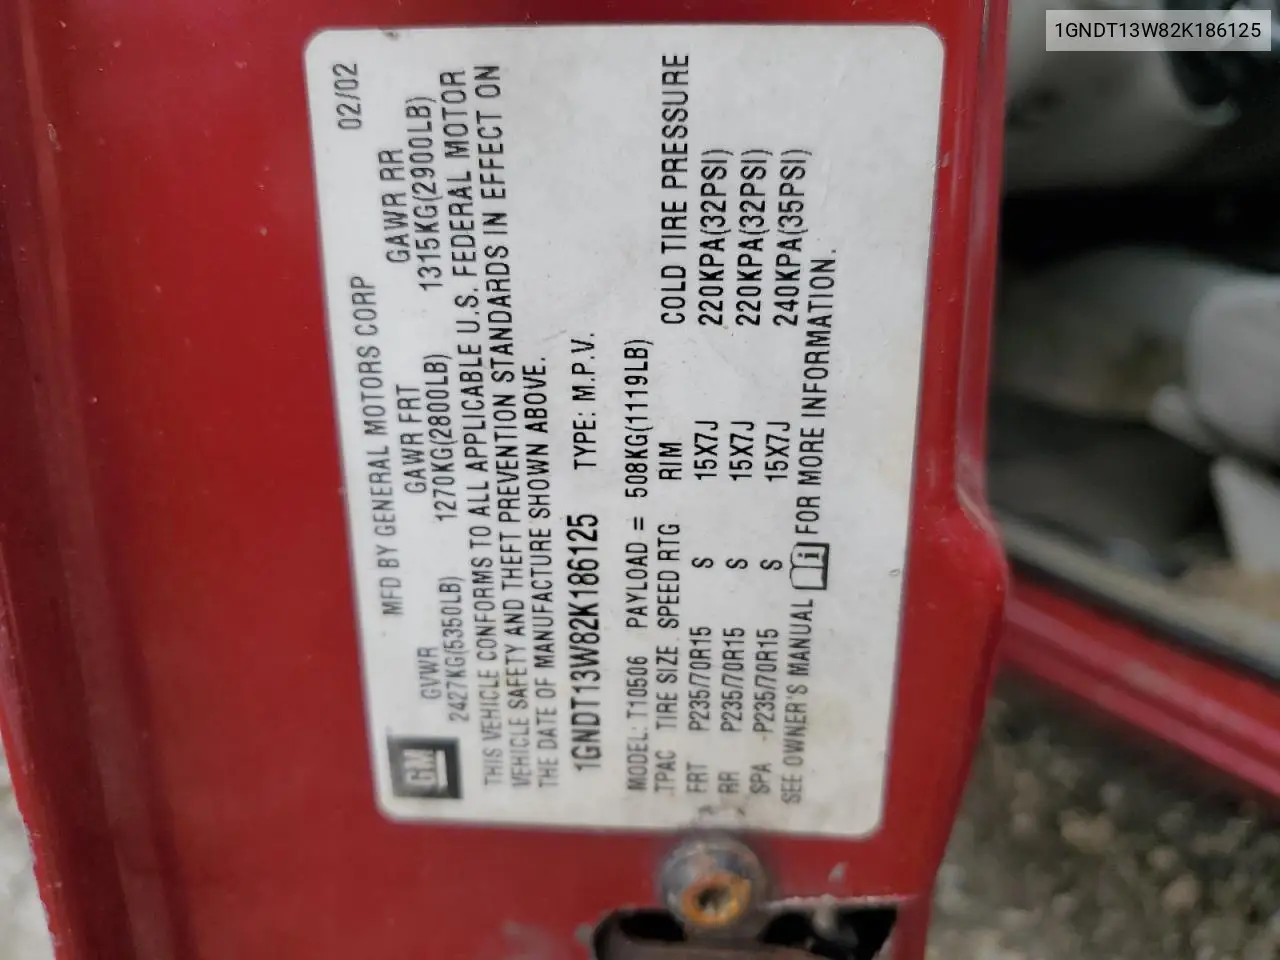 1GNDT13W82K186125
MFD BY GENERAL MOTORS CORP 02/02
GVWR GAWR FRT GAWR RR
2427KG(5350LB) 1270KG(2800LB) 1315KG(2900LB)
THIS VEHICLE CONFORMS TO ALL APPLICABLE U.S. FEDERAL MOTOR
VEHICLE SAFETY AND THEFT PREVENTION STANDARDS IN EFFECT ON
THE DATE OF MANUFACTURE SHOWN ABOVE.
GM
1GNDT13W82K186125 TYPE: M.P.V.
MODEL: T10506 PAYLOAD = 508KG(1119LB)
TPAC TIRE SIZE SPEED RTG RIM COLD TIRE PRESSURE
FRT P235/70R15 S 15X7J 220KPA(32PSI)
RR P235/70R15 S 15X7J 220KPA(32PSI)
SPA P235/70R15 S 15X7J 240KPA(35PSI)
SEE OWNER'S MANUAL i FOR MORE INFORMATION.